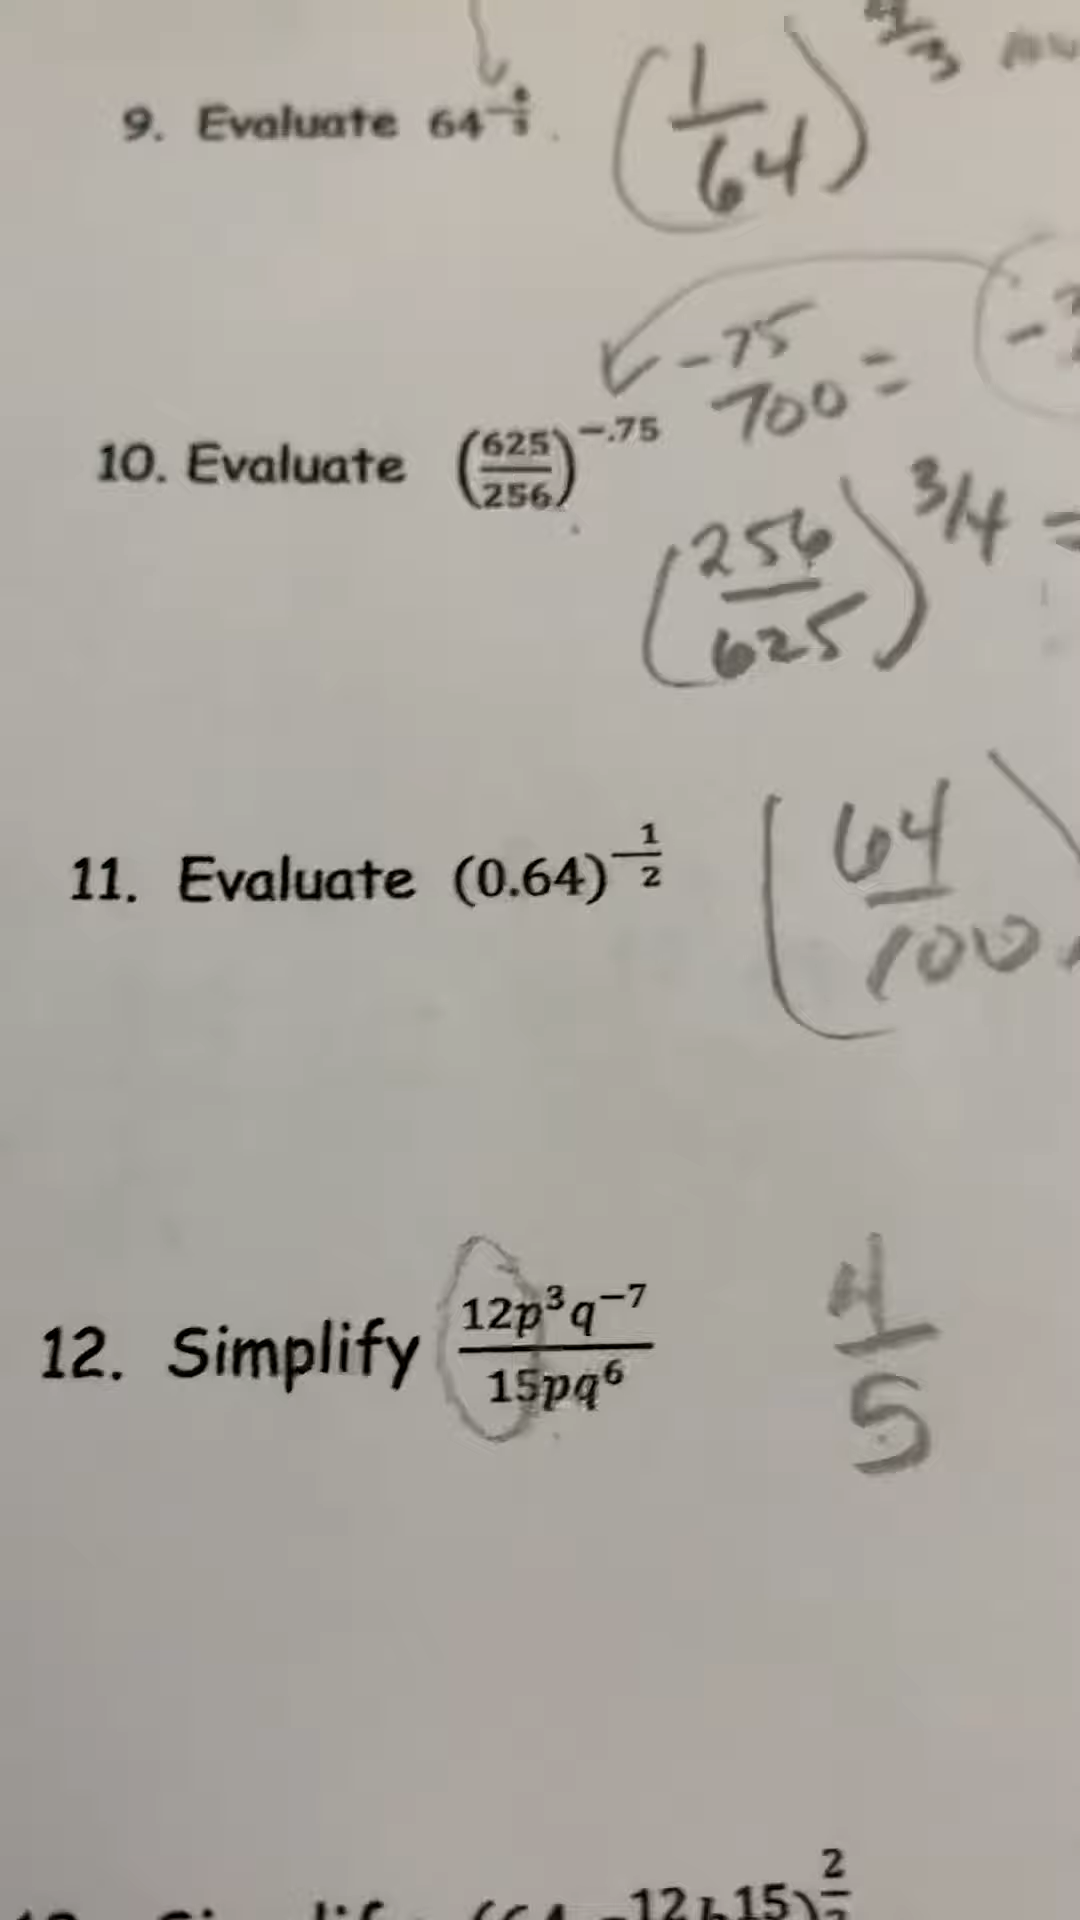 9. Evaluate 64^-
(1/64)
-75/100 =
10. Evaluate (625/256)^-.75
(256/625)^3/4 =
11. Evaluate (0.64)^-1/2
(64/100
12. Simplify 12p³q⁻⁷/15pq⁶
4/5